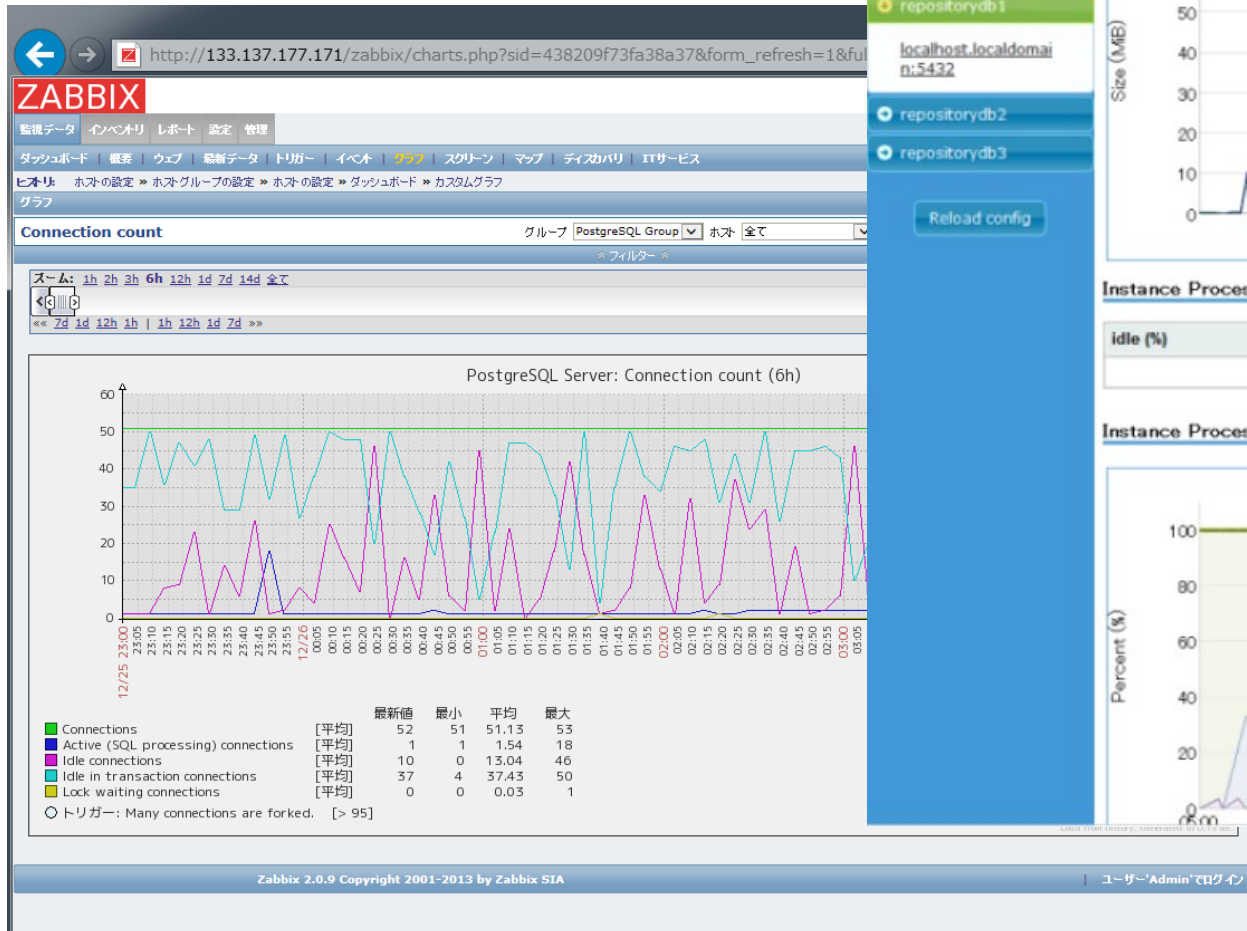 http://133.137.177.171/zabbix/charts.php?sid=438209f73fa38a37&form_refresh=1&ful
ZABBIX
監視データ インベントリ レポート 設定 管理
ダッシュボード | 概要 | ウェブ | 最新データ | トリガー | イベント | グラフ | スクリーン | マップ | ディスカバリ | ITサービス
ヒストリ: ホストの設定 » ホストグループの設定 » ホストの設定 » ダッシュボード » カスタムグラフ
グラフ
Connection count グループ PostgreSQL Group ホスト 全て
フィルター
ズーム: 1h 2h 3h 6h 12h 1d 7d 14d 全て
«« 7d 1d 12h 1h | 1h 12h 1d 7d »»
PostgreSQL Server: Connection count (6h)
60
50
40
30
20
10
0
12/25 23:00
23:05
23:10
23:15
23:20
23:25
23:30
23:35
23:40
23:45
23:50
23:55
12/26
00:05
00:10
00:15
00:20
00:25
00:30
00:35
00:40
00:45
00:50
00:55
01:00
01:05
01:10
01:15
01:20
01:25
01:30
01:35
01:40
01:45
01:50
01:55
02:00
02:05
02:10
02:15
02:20
02:25
02:30
02:35
02:40
02:45
02:50
02:55
03:00
03:05
最新値 最小 平均 最大
Connections [平均] 52 51 51.13 53
Active (SQL processing) connections [平均] 1 1 1.54 18
Idle connections [平均] 10 0 13.04 46
Idle in transaction connections [平均] 37 4 37.43 50
Lock waiting connections [平均] 0 0 0.03 1
トリガー: Many connections are forked. [> 95]
Zabbix 2.0.9 Copyright 2001-2013 by Zabbix SIA
| ユーザー'Admin'でログイン
repositorydb1
localhost.localdomai
n:5432
repositorydb2
repositorydb3
Reload config
Size (MiB)
50
40
30
20
10
0
Instance Proces
idle (%)
Instance Proces
Percent (%)
100
80
60
40
20
0
05:00